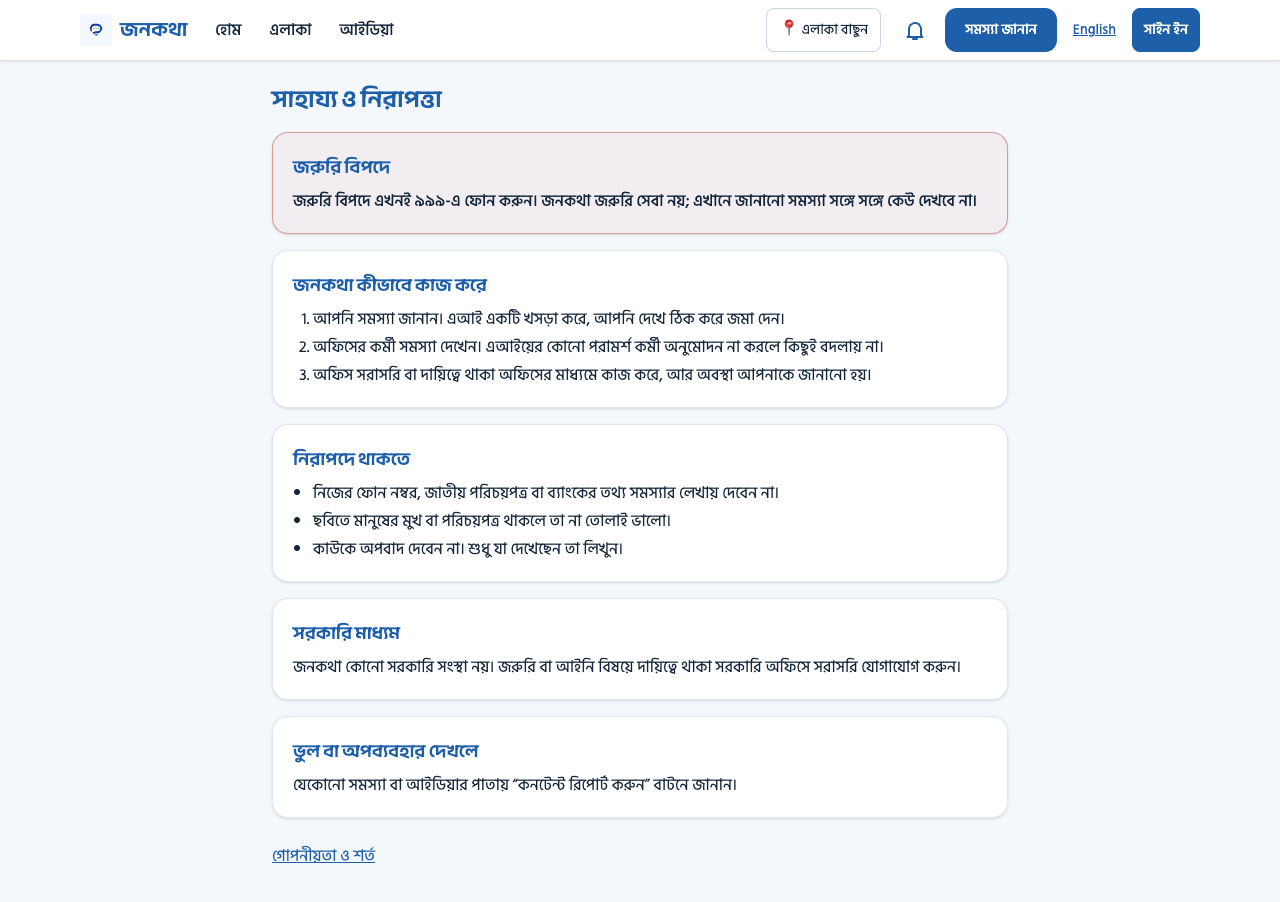 জনকথা
হোম
এলাকা
আইডিয়া
এলাকা বাছুন
সমস্যা জানান
English
সাইন ইন
সাহায্য ও নিরাপত্তা
জরুরি বিপদে
জরুরি বিপদে এখনই ৯৯৯-এ ফোন করুন। জনকথা জরুরি সেবা নয়; এখানে জানানো সমস্যা সঙ্গে সঙ্গে কেউ দেখবে না।
জনকথা কীভাবে কাজ করে
1. আপনি সমস্যা জানান। এআই একটি খসড়া করে, আপনি দেখে ঠিক করে জমা দেন।
2. অফিসের কর্মী সমস্যা দেখেন। এআইয়ের কোনো পরামর্শ কর্মী অনুমোদন না করলে কিছুই বদলায় না।
3. অফিস সরাসরি বা দায়িত্বে থাকা অফিসের মাধ্যমে কাজ করে, আর অবস্থা আপনাকে জানানো হয়।
নিরাপদে থাকতে
• নিজের ফোন নম্বর, জাতীয় পরিচয়পত্র বা ব্যাংকের তথ্য সমস্যার লেখায় দেবেন না।
• ছবিতে মানুষের মুখ বা পরিচয়পত্র থাকলে তা না তোলাই ভালো।
• কাউকে অপবাদ দেবেন না। শুধু যা দেখেছেন তা লিখুন।
সরকারি মাধ্যম
জনকথা কোনো সরকারি সংস্থা নয়। জরুরি বা আইনি বিষয়ে দায়িত্বে থাকা সরকারি অফিসে সরাসরি যোগাযোগ করুন।
ভুল বা অপব্যবহার দেখলে
যেকোনো সমস্যা বা আইডিয়ার পাতায় “কনটেন্ট রিপোর্ট করুন” বাটনে জানান।
গোপনীয়তা ও শর্ত